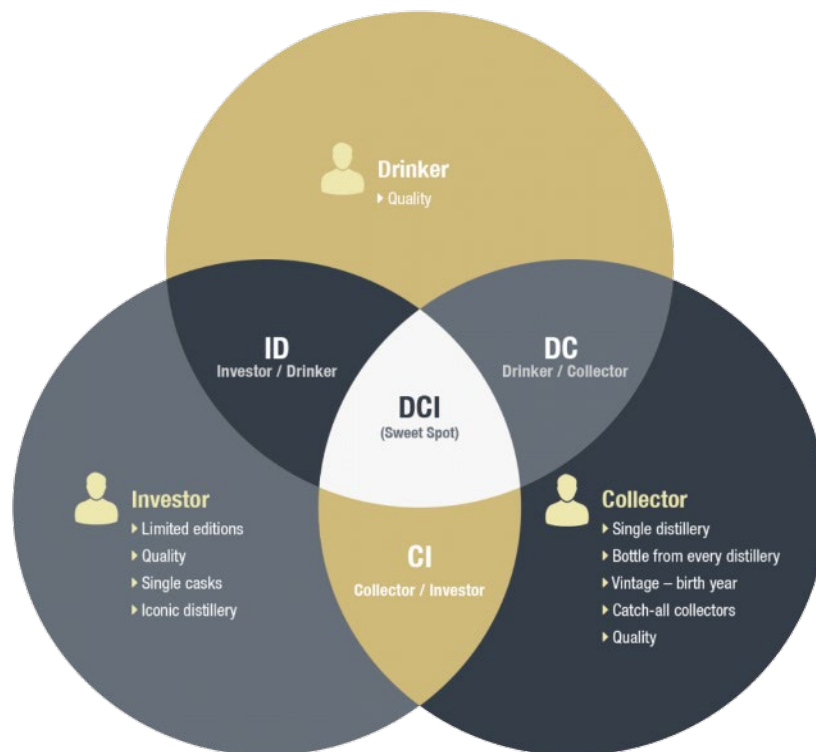 Drinker
Quality
ID
Investor / Drinker
DC
Drinker / Collector
DCI
(Sweet Spot)
Investor
Limited editions
Quality
Single casks
Iconic distillery
Collector
Single distillery
Bottle from every distillery
Vintage – birth year
Catch-all collectors
Quality
CI
Collector / Investor